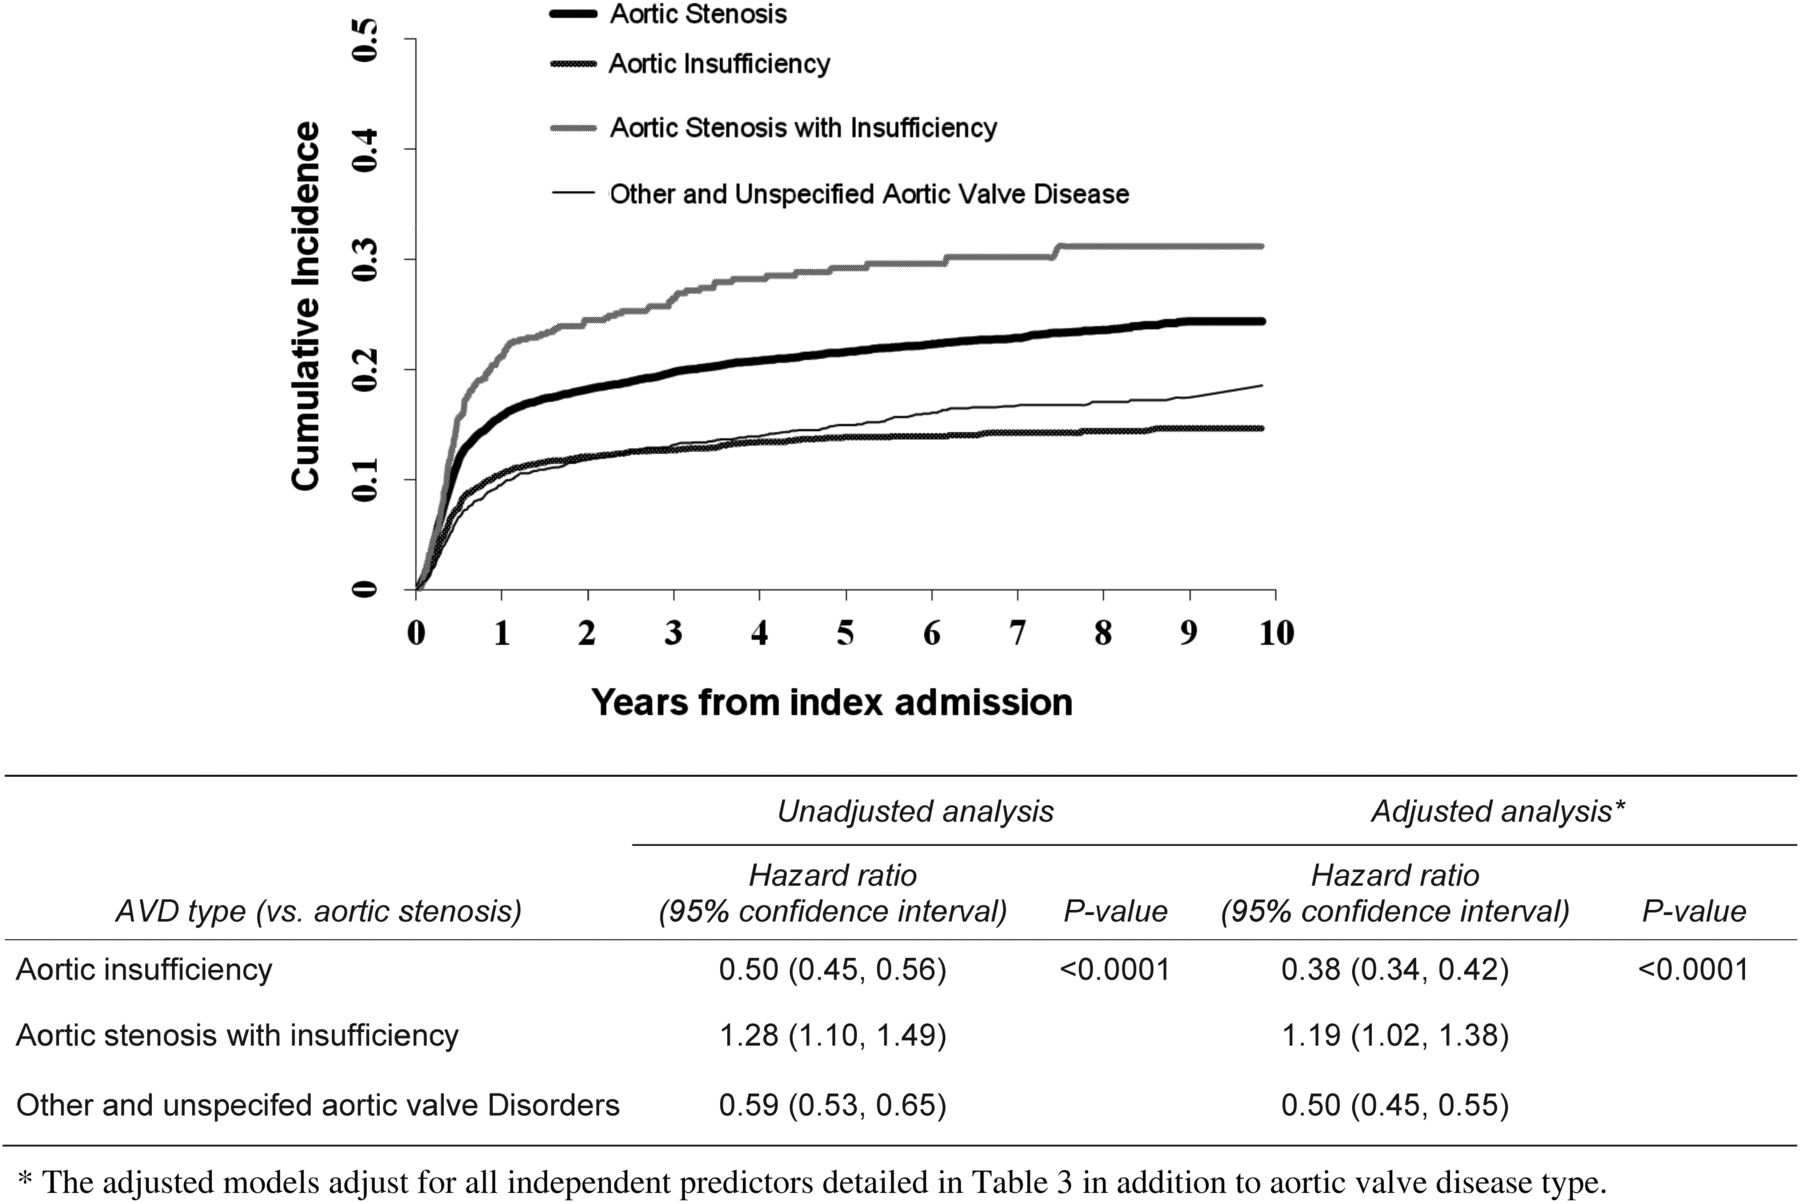 Aortic Stenosis
Aortic Insufficiency
Aortic Stenosis with Insufficiency
Other and Unspecified Aortic Valve Disease
Cumulative Incidence
0.5
0.4
0.3
0.2
0.1
0
0 1 2 3 4 5 6 7 8 9 10
Years from index admission
Unadjusted analysis Adjusted analysis*
Hazard ratio Hazard ratio
AVD type (vs. aortic stenosis) (95% confidence interval) P-value (95% confidence interval) P-value
Aortic insufficiency 0.50 (0.45, 0.56) <0.0001 0.38 (0.34, 0.42) <0.0001
Aortic stenosis with insufficiency 1.28 (1.10, 1.49) 1.19 (1.02, 1.38)
Other and unspecifed aortic valve Disorders 0.59 (0.53, 0.65) 0.50 (0.45, 0.55)
* The adjusted models adjust for all independent predictors detailed in Table 3 in addition to aortic valve disease type.